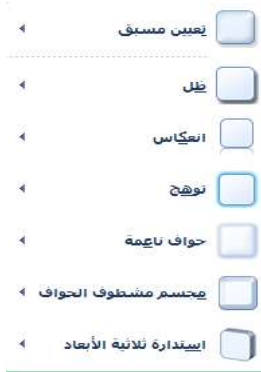 تعيين مسبق
ظل
انعكاس
توهج
حواف ناعمة
مجسم مشطوف الحواف
استدارة ثلاثية الأبعاد